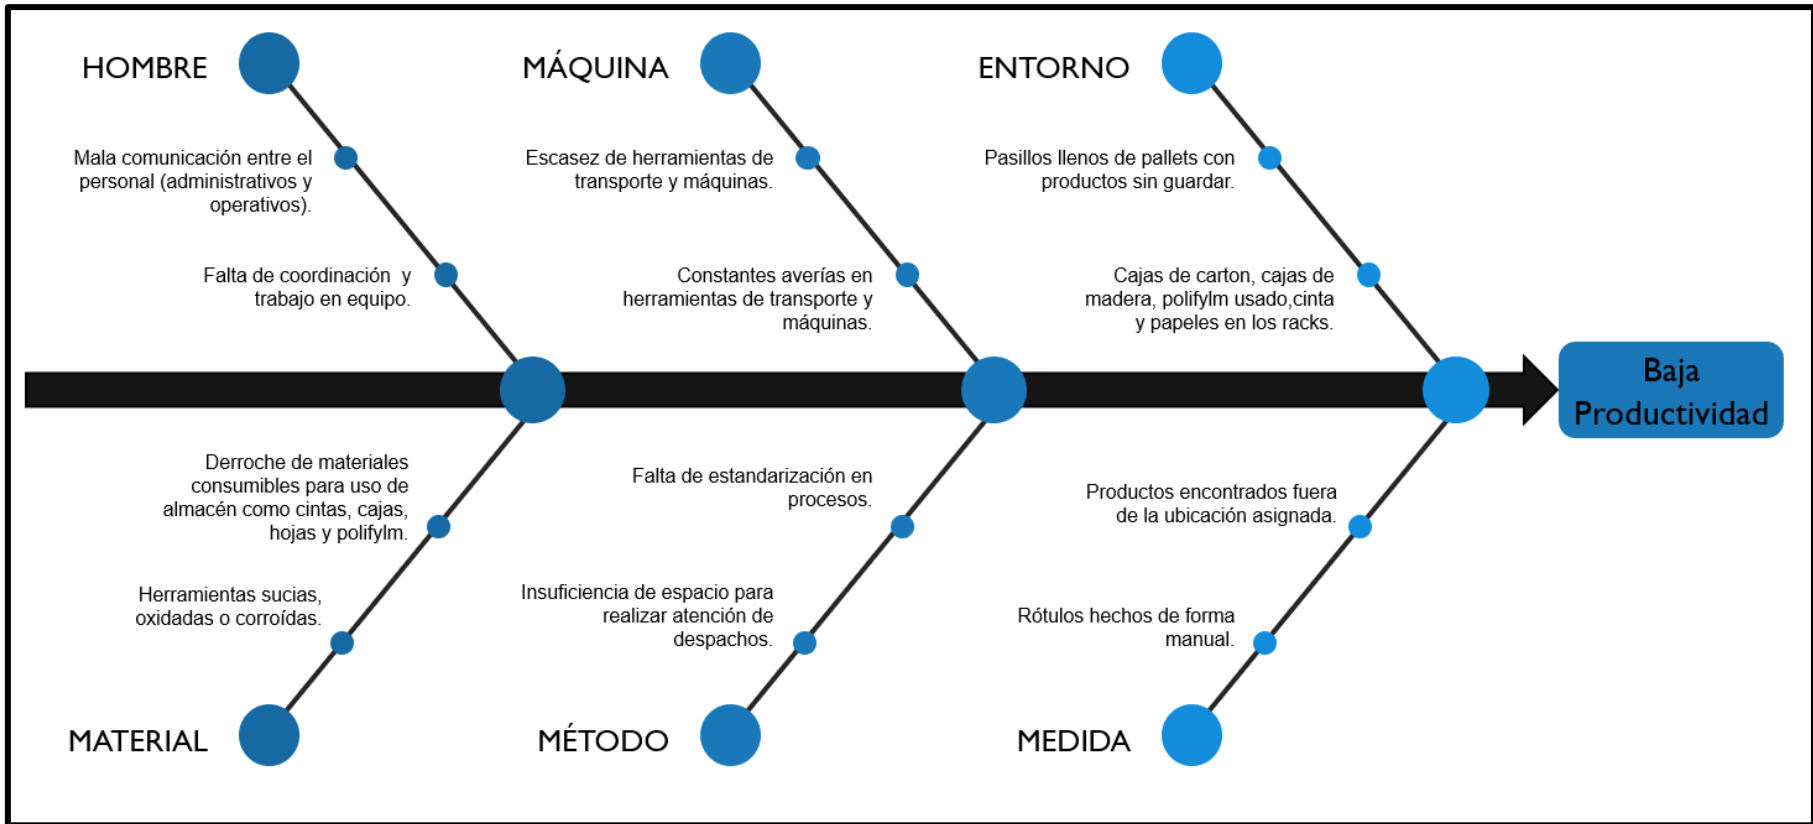 HOMBRE
Mala comunicación entre el
personal (administrativos y
operativos).
Falta de coordinación  y
trabajo en equipo.
MÁQUINA
Escasez de herramientas de
transporte y máquinas.
Constantes averías en
herramientas de transporte y
máquinas.
ENTORNO
Pasillos llenos de pallets con
productos sin guardar.
Cajas de carton, cajas de
madera, polifylm usado,cinta
y papeles en los racks.
Baja
Productividad
Derroche de materiales
consumibles para uso de
almacén como cintas, cajas,
hojas y polifylm.
Herramientas sucias,
oxidadas o corroídas.
MATERIAL
Falta de estandarización en
procesos.
Insuficiencia de espacio para
realizar atención de
despachos.
MÉTODO
Productos encontrados fuera
de la ubicación asignada.
Rótulos hechos de forma
manual.
MEDIDA